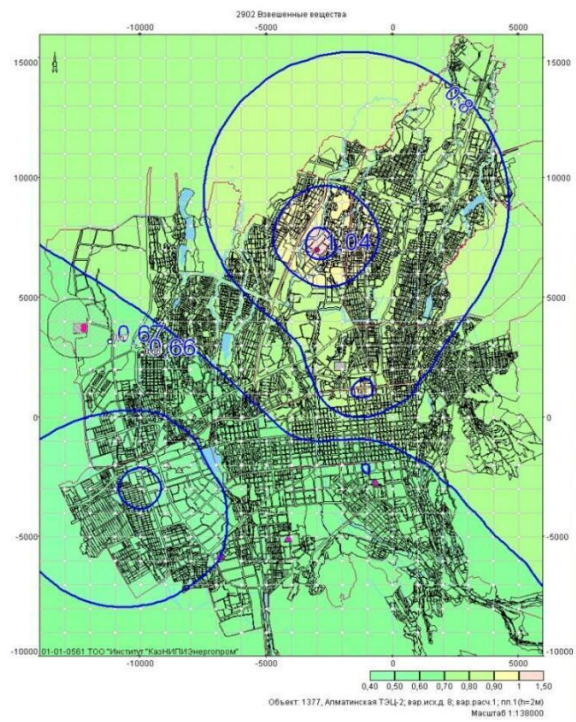 2902 Взвешенные вещества
-10000 -5000 0 5000
15000 15000
10000 10000
5000 5000
0.8
1.04
0.67
0.66
0 0
-5000 -5000
-10000 -10000
01-01-0561 ТОО "Институт "КазНИПИЭнергопром"
-10000 -5000 0 5000
0,40 0,50 0,60 0,70 0,80 0,90 1 1,50
Объект: 1377, Алматинская ТЭЦ-2; вар.исх.д. 8; вар.расч.1; пл.1(h=2м)
Масштаб 1:138000